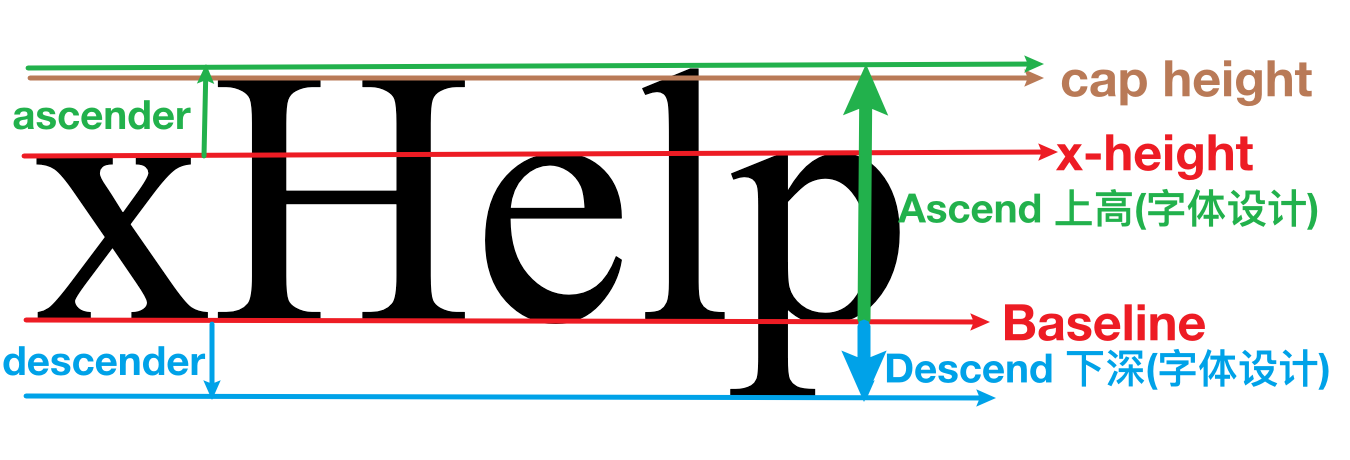 cap height
ascender
xHelp
x-height
Ascend 上高(字体设计)
Baseline
descender
Descend 下深(字体设计)